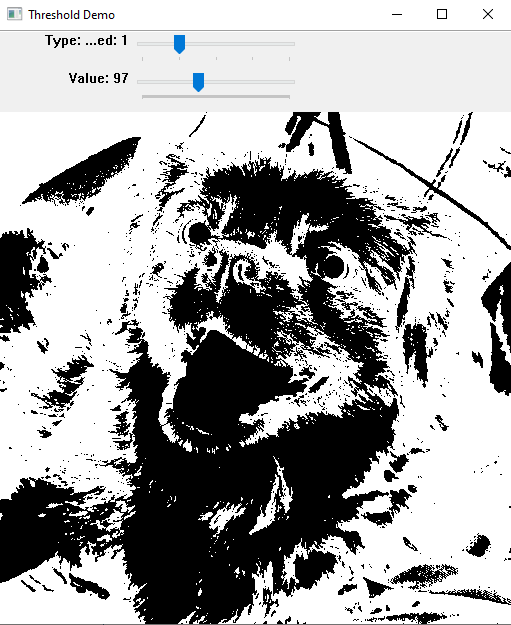 Threshold Demo
Type: ...ed: 1
Value: 97